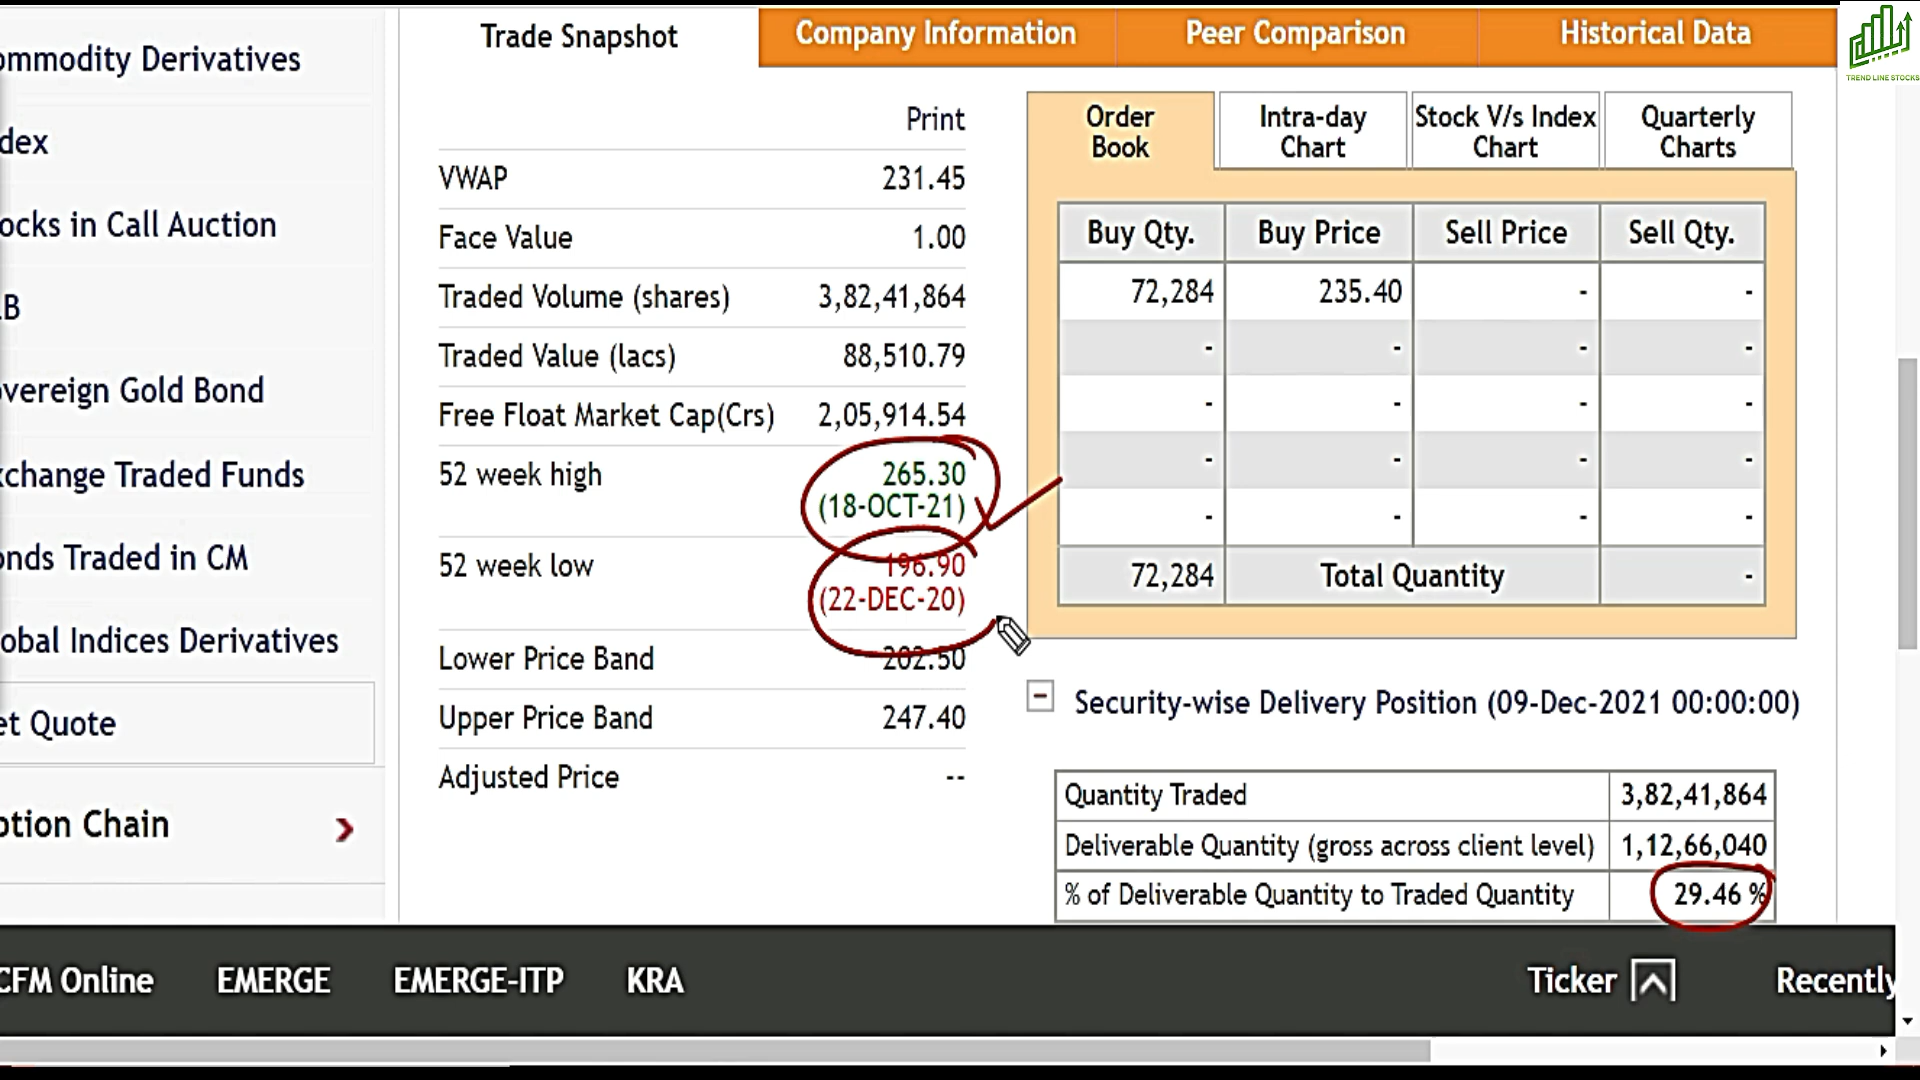 Trade Snapshot
Company Information
Peer Comparison
Historical Data
TREND LINE STOCKS
ommodity Derivatives
dex
ocks in Call Auction
B
overeign Gold Bond
xchange Traded Funds
onds Traded in CM
obal Indices Derivatives
et Quote
ption Chain
Print
VWAP 231.45
Face Value 1.00
Traded Volume (shares) 3,82,41,864
Traded Value (lacs) 88,510.79
Free Float Market Cap(Crs) 2,05,914.54
52 week high 265.30
(18-OCT-21)
52 week low 196.90
(22-DEC-20)
Lower Price Band 202.50
Upper Price Band 247.40
Adjusted Price --
Order
Book
Intra-day
Chart
Stock V/s Index
Chart
Quarterly
Charts
Buy Qty. Buy Price Sell Price Sell Qty.
72,284 235.40 - -
- - - -
- - - -
- - - -
- - - -
72,284 Total Quantity -
Security-wise Delivery Position (09-Dec-2021 00:00:00)
Quantity Traded 3,82,41,864
Deliverable Quantity (gross across client level) 1,12,66,040
% of Deliverable Quantity to Traded Quantity 29.46 %
CFM Online EMERGE EMERGE-ITP KRA Ticker Recently